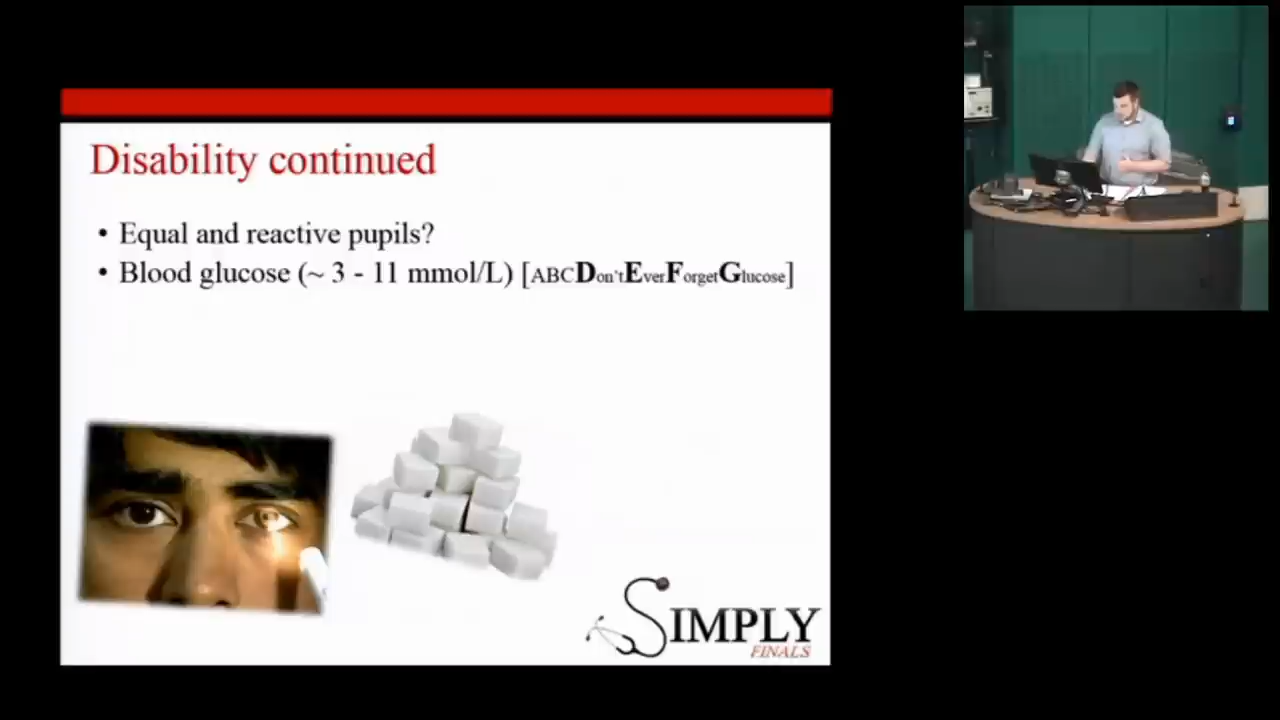 Disability continued
• Equal and reactive pupils?
• Blood glucose (~ 3 - 11 mmol/L) [ABCDon'tEverForgetGlucose]
SIMPLY
FINALS